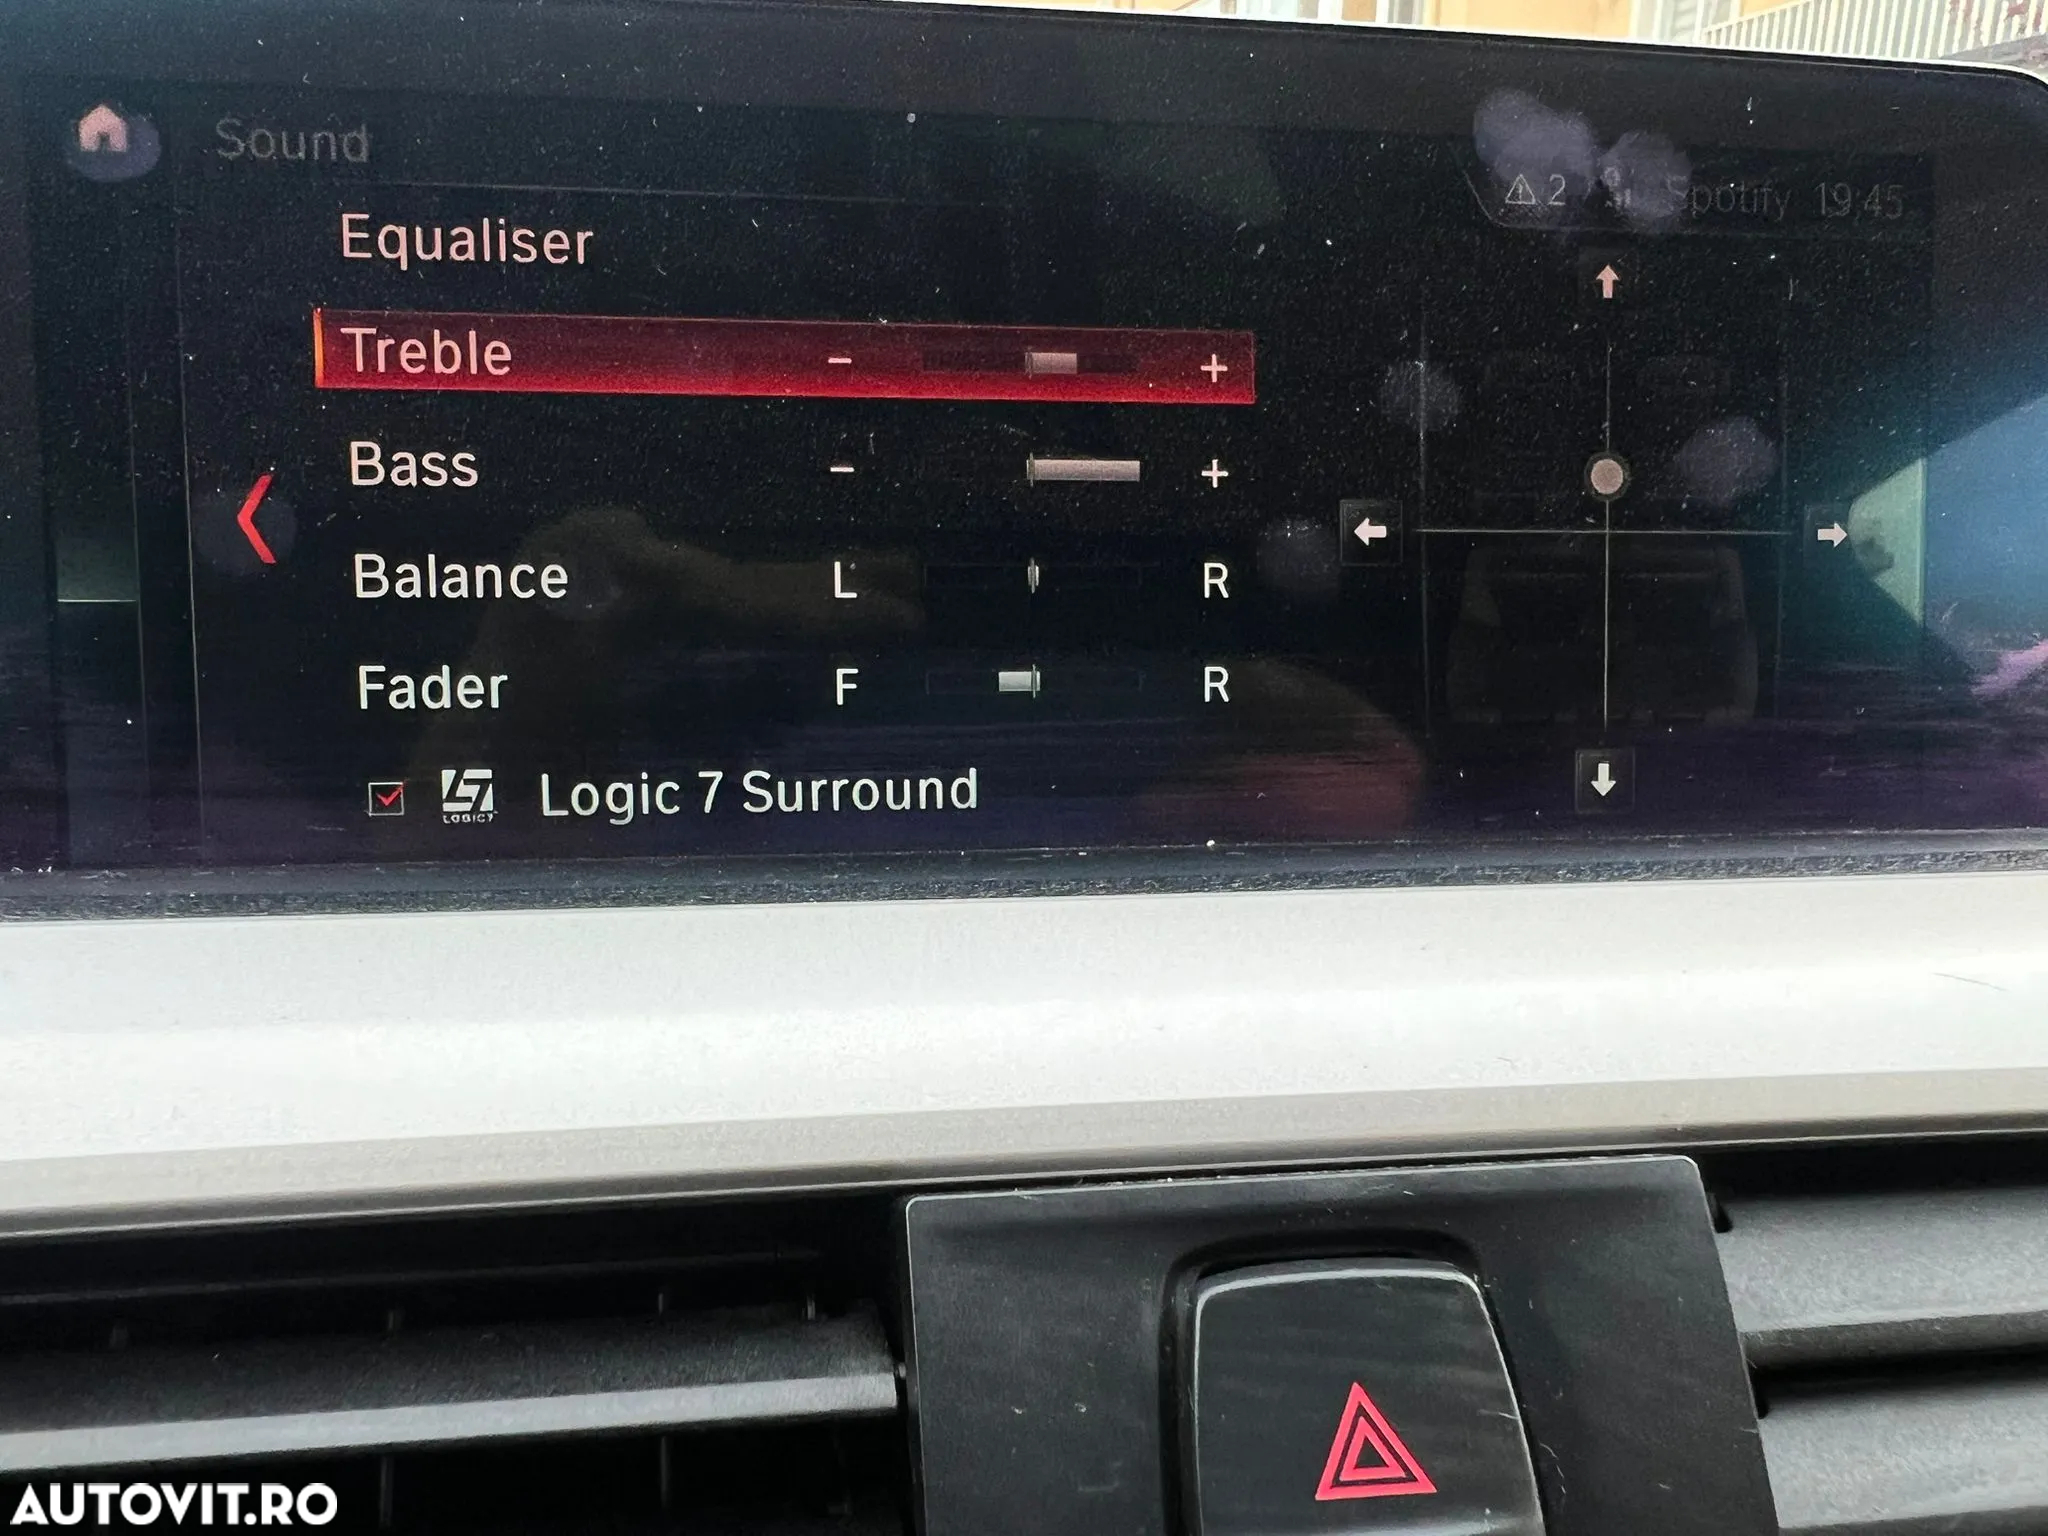 Sound
2 Spotify 19:45
Equaliser
Treble - +
Bass - +
Balance L R
Fader F R
LOGIC7 Logic 7 Surround
AUTOVIT.RO